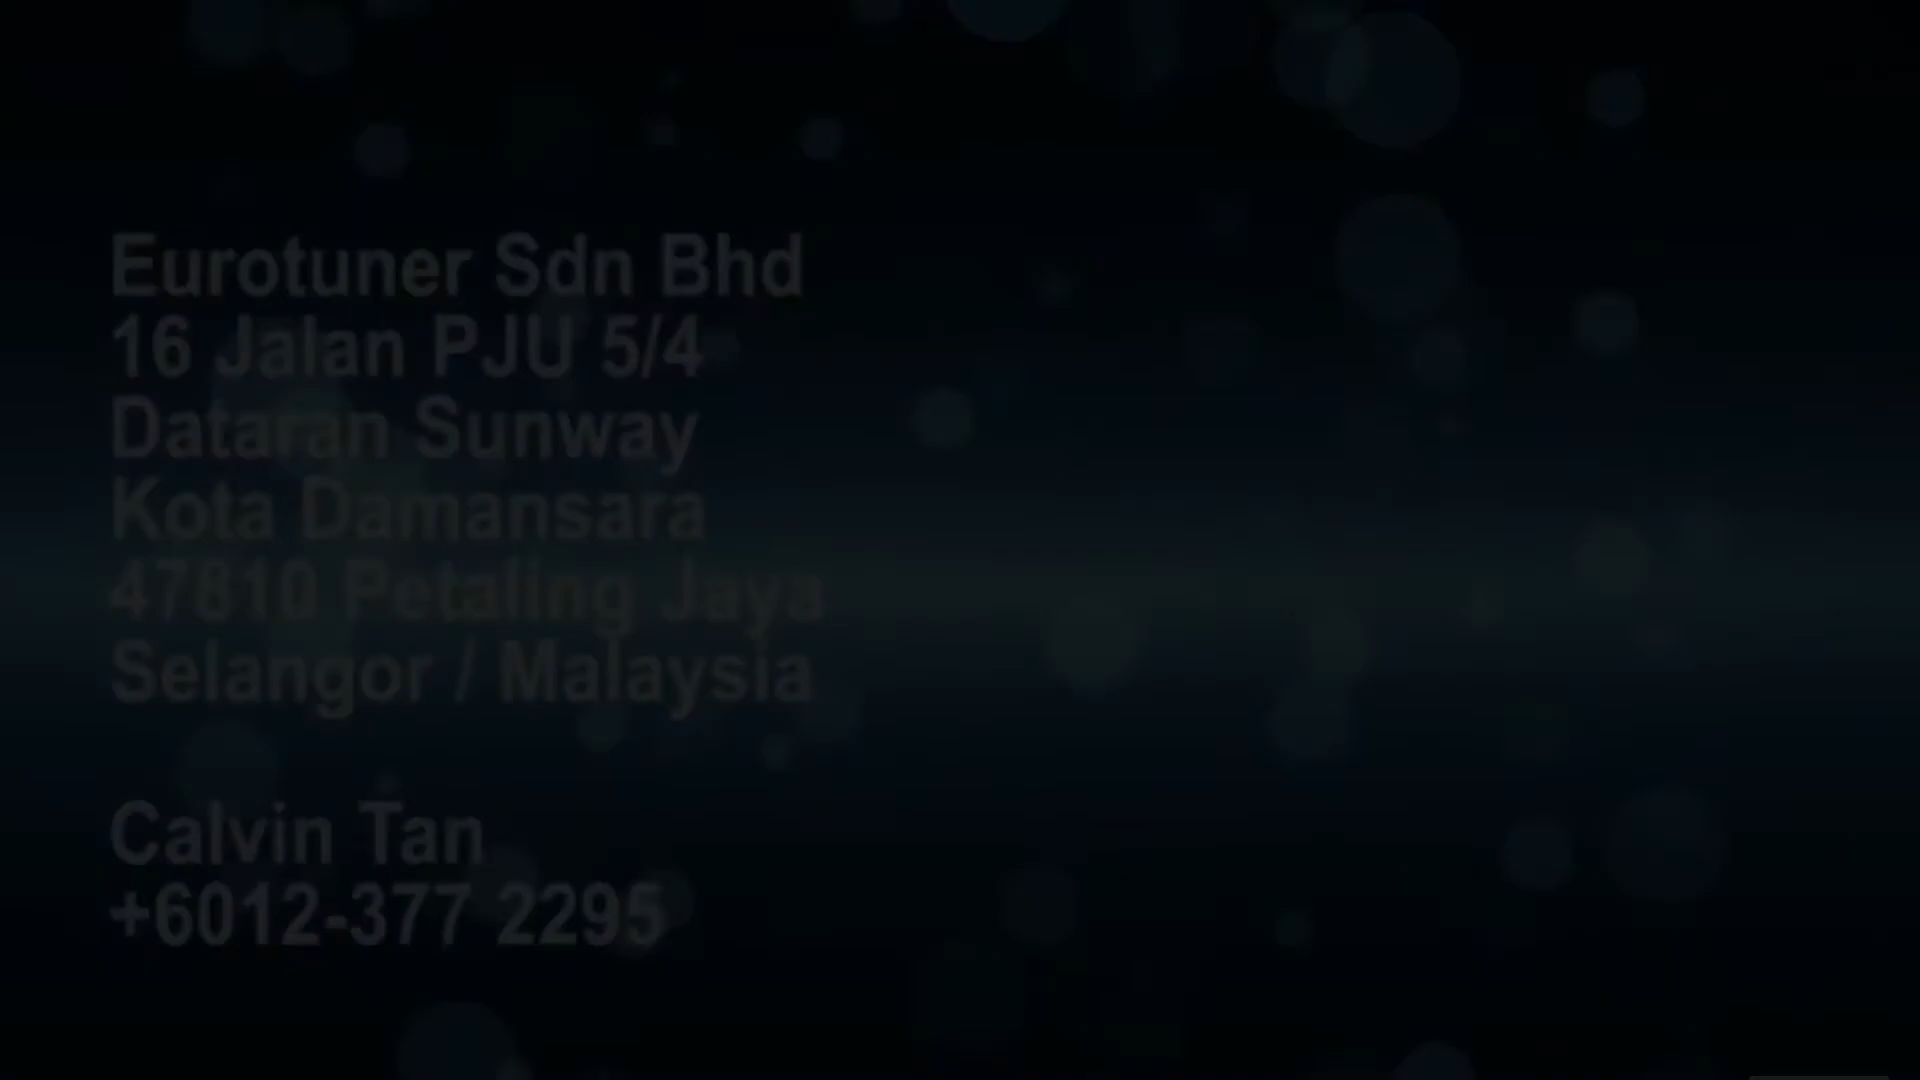 Eurotuner Sdn Bhd
16 Jalan PJU 5/4
Dataran Sunway
Kota Damansara
47810 Petaling Jaya
Selangor / Malaysia
Calvin Tan
+6012-377 2295